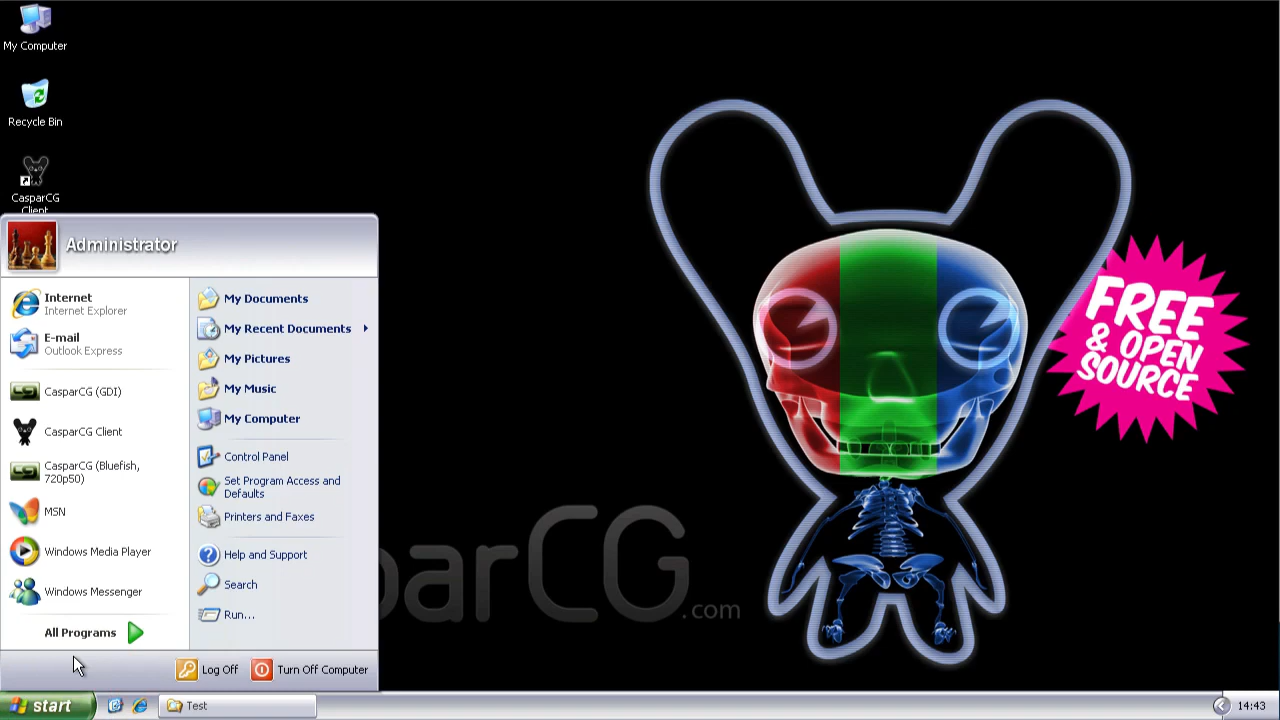 My Computer
Recycle Bin
CasparCG
Client
Administrator
Internet
Internet Explorer
E-mail
Outlook Express
CasparCG (GDI)
CasparCG Client
CasparCG (Bluefish,
720p50)
MSN
Windows Media Player
Windows Messenger
All Programs
My Documents
My Recent Documents
My Pictures
My Music
My Computer
Control Panel
Set Program Access and
Defaults
Printers and Faxes
Help and Support
Search
Run...
Log Off
Turn Off Computer
FREE
& OPEN
SOURCE
parCG
.com
start
Test
14:43